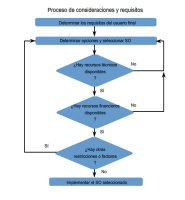 Proceso de consideraciones y requisitos
Determinar los requisitos del usuario final
Determinar opciones y seleccionar SO
¿Hay recursos técnicos
disponibles
?
No
Sí
¿Hay recursos financieros
disponibles
?
No
Sí
Sí
¿Hay otras
restricciones o factores
?
No
Implementar el SO seleccionado